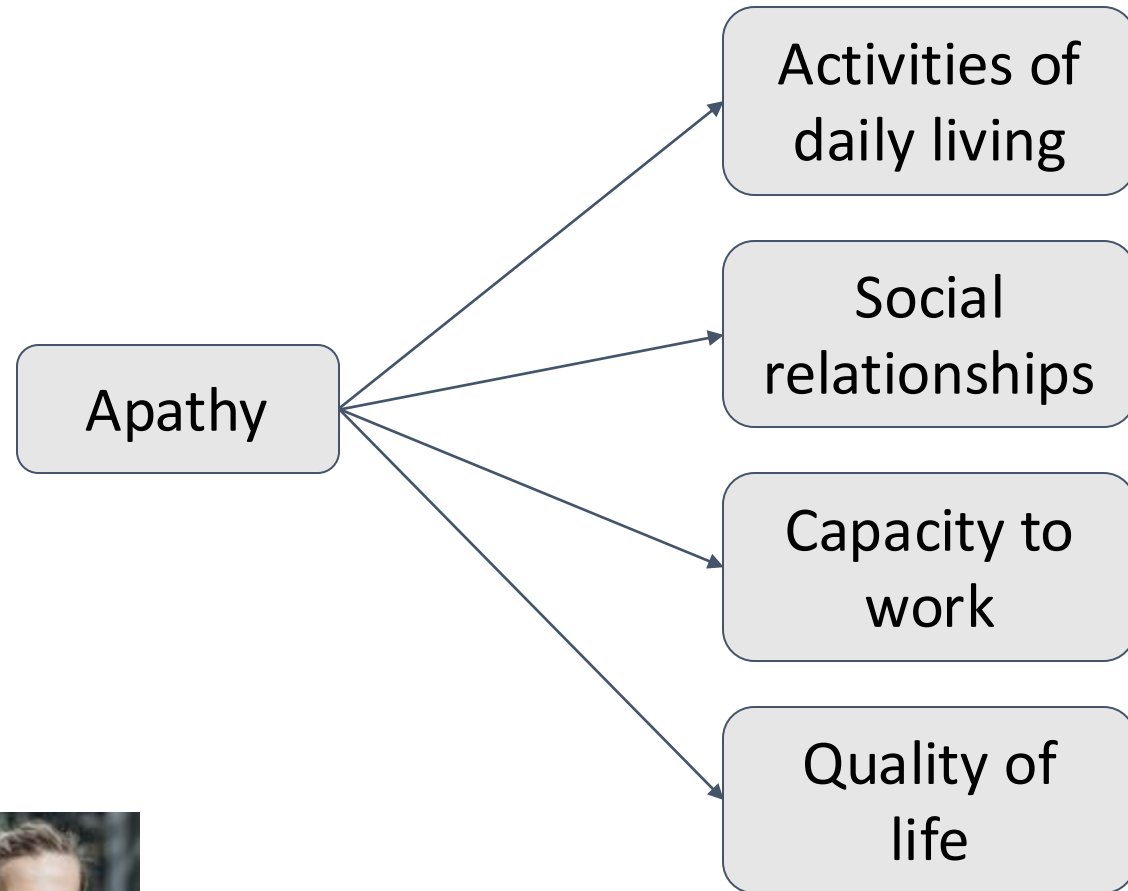 Activities of
daily living
Social
relationships
Apathy
Capacity to
work
Quality of
life